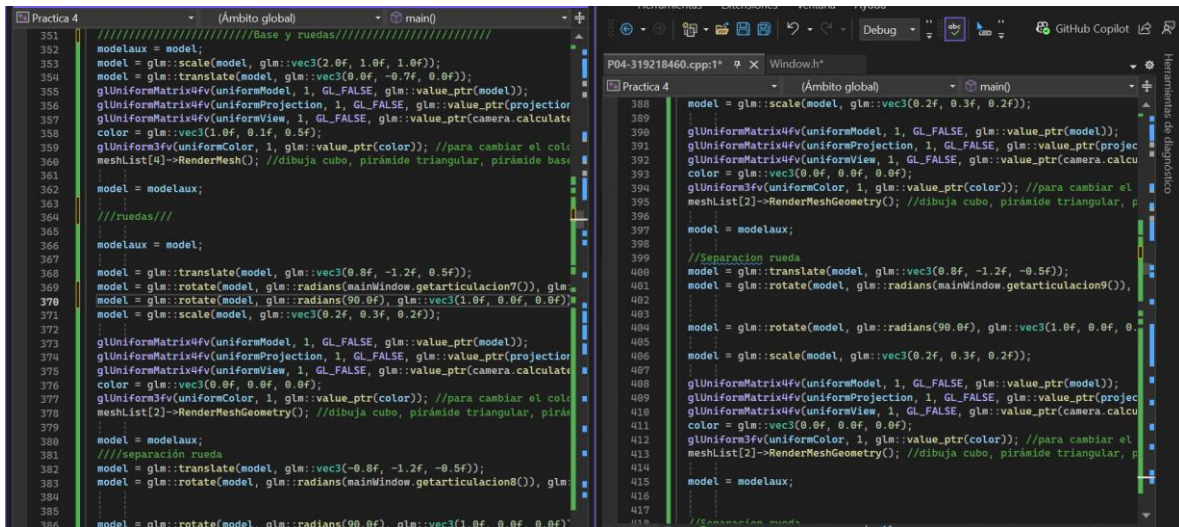 Practica 4
(Ámbito global)
main()
351 ////////////////////////Base y ruedas/////////////////////////
352 modelaux = model;
353 model = glm::scale(model, glm::vec3(2.0f, 1.0f, 1.0f));
354 model = glm::translate(model, glm::vec3(0.0f, -0.7f, 0.0f));
355 glUniformMatrix4fv(uniformModel, 1, GL_FALSE, glm::value_ptr(model));
356 glUniformMatrix4fv(uniformProjection, 1, GL_FALSE, glm::value_ptr(projection
357 glUniformMatrix4fv(uniformView, 1, GL_FALSE, glm::value_ptr(camera.calculate
358 color = glm::vec3(1.0f, 0.1f, 0.5f);
359 glUniform3fv(uniformColor, 1, glm::value_ptr(color)); //para cambiar el colo
360 meshList[4]->RenderMesh(); //dibuja cubo, pirámide triangular, pirámide base
361
362 model = modelaux;
363
364 ///ruedas///
365
366 modelaux = model;
367
368 model = glm::translate(model, glm::vec3(0.8f, -1.2f, 0.5f));
369 model = glm::rotate(model, glm::radians(mainWindow.getarticulacion7()), glm:
370 model = glm::rotate(model, glm::radians(90.0f), glm::vec3(1.0f, 0.0f, 0.0f))
371 model = glm::scale(model, glm::vec3(0.2f, 0.3f, 0.2f));
372
373 glUniformMatrix4fv(uniformModel, 1, GL_FALSE, glm::value_ptr(model));
374 glUniformMatrix4fv(uniformProjection, 1, GL_FALSE, glm::value_ptr(projection
375 glUniformMatrix4fv(uniformView, 1, GL_FALSE, glm::value_ptr(camera.calculate
376 color = glm::vec3(0.0f, 0.0f, 0.0f);
377 glUniform3fv(uniformColor, 1, glm::value_ptr(color)); //para cambiar el colo
378 meshList[2]->RenderMeshGeometry(); //dibuja cubo, pirámide triangular, pirám
379
380 model = modelaux;
381 ////separación rueda
382 model = glm::translate(model, glm::vec3(-0.8f, -1.2f, -0.5f));
383 model = glm::rotate(model, glm::radians(mainWindow.getarticulacion8()), glm:
384
385
386 model = glm::rotate(model, glm::radians(90.0f), glm::vec3(1.0f, 0.0f, 0.0f)
Debug
GitHub Copilot
P04-319218460.cpp:1*
Window.h*
Practica 4
(Ámbito global)
main()
388 model = glm::scale(model, glm::vec3(0.2f, 0.3f, 0.2f));
389
390 glUniformMatrix4fv(uniformModel, 1, GL_FALSE, glm::value_ptr(model));
391 glUniformMatrix4fv(uniformProjection, 1, GL_FALSE, glm::value_ptr(projec
392 glUniformMatrix4fv(uniformView, 1, GL_FALSE, glm::value_ptr(camera.calcu
393 color = glm::vec3(0.0f, 0.0f, 0.0f);
394 glUniform3fv(uniformColor, 1, glm::value_ptr(color)); //para cambiar el
395 meshList[2]->RenderMeshGeometry(); //dibuja cubo, pirámide triangular, p
396
397 model = modelaux;
398
399 //Separacion rueda
400 model = glm::translate(model, glm::vec3(0.8f, -1.2f, -0.5f));
401 model = glm::rotate(model, glm::radians(mainWindow.getarticulacion9()),
402
403
404 model = glm::rotate(model, glm::radians(90.0f), glm::vec3(1.0f, 0.0f, 0.
405
406 model = glm::scale(model, glm::vec3(0.2f, 0.3f, 0.2f));
407
408 glUniformMatrix4fv(uniformModel, 1, GL_FALSE, glm::value_ptr(model));
409 glUniformMatrix4fv(uniformProjection, 1, GL_FALSE, glm::value_ptr(projec
410 glUniformMatrix4fv(uniformView, 1, GL_FALSE, glm::value_ptr(camera.calcu
411 color = glm::vec3(0.0f, 0.0f, 0.0f);
412 glUniform3fv(uniformColor, 1, glm::value_ptr(color)); //para cambiar el
413 meshList[2]->RenderMeshGeometry(); //dibuja cubo, pirámide triangular, p
414
415 model = modelaux;
416
417
Herramientas de diagnóstico